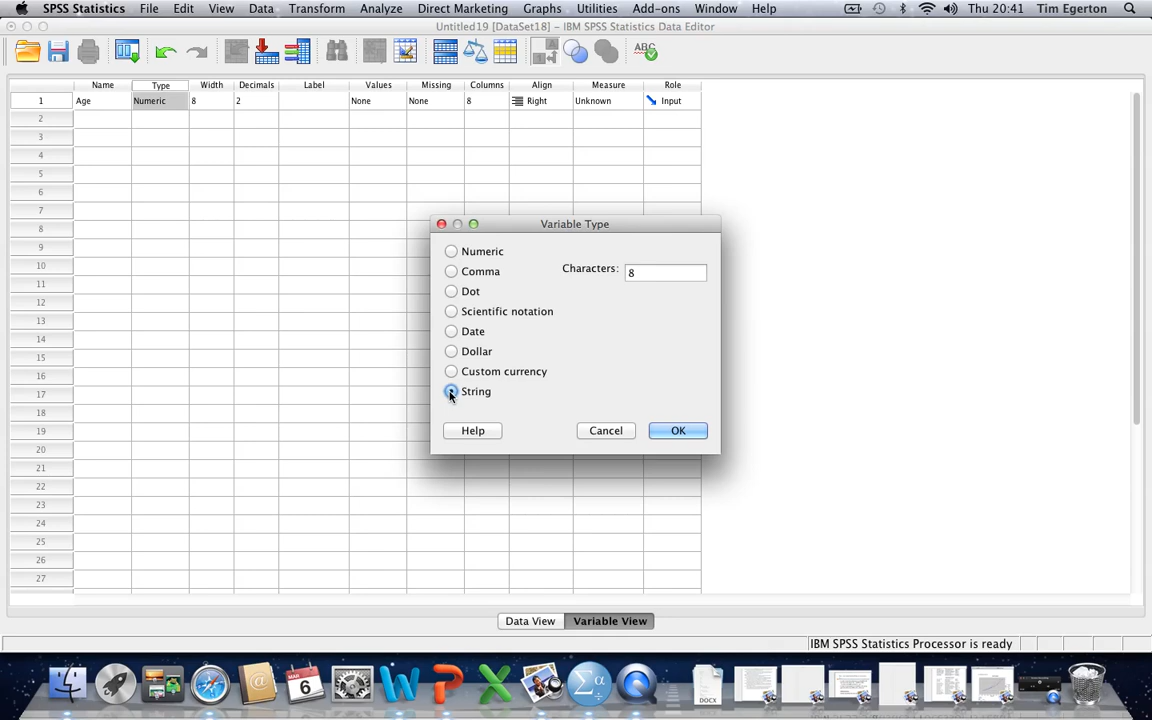 SPSS Statistics File Edit View Data Transform Analyze Direct Marketing Graphs Utilities Add-ons Window Help Thu 20:41 Tim Egerton
Untitled19 [DataSet18] – IBM SPSS Statistics Data Editor
ABC
Name Type Width Decimals Label Values Missing Columns Align Measure Role
1 Age Numeric 8 2 None None 8 Right Unknown Input
2
3
4
5
6
7
8
9
10
11
12
13
14
15
16
17
18
19
20
21
22
23
24
25
26
27
Variable Type
Numeric
Comma
Characters: 8
Dot
Scientific notation
Date
Dollar
Custom currency
String
Help Cancel OK
Data View Variable View
IBM SPSS Statistics Processor is ready
MAR
6
DOCX